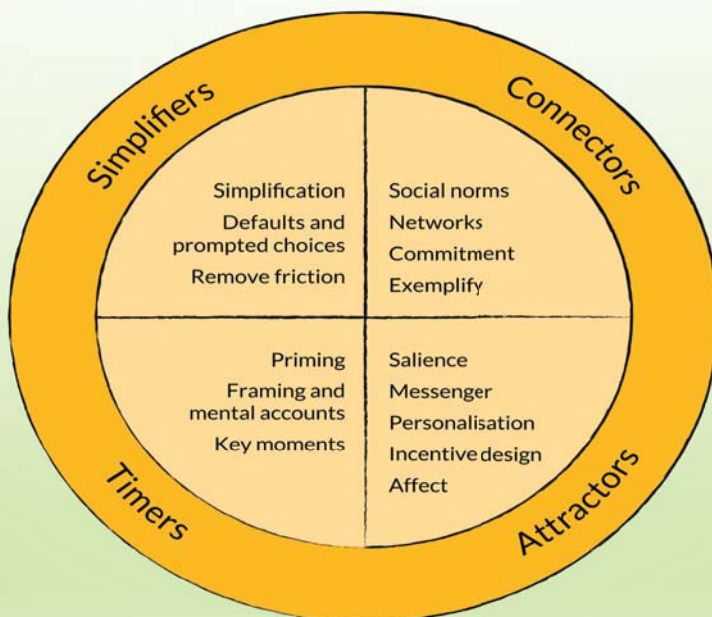 Simplifiers
Simplification
Defaults and
prompted choices
Remove friction
Connectors
Social norms
Networks
Commitment
Exemplify
Timers
Priming
Framing and
mental accounts
Key moments
Attractors
Salience
Messenger
Personalisation
Incentive design
Affect